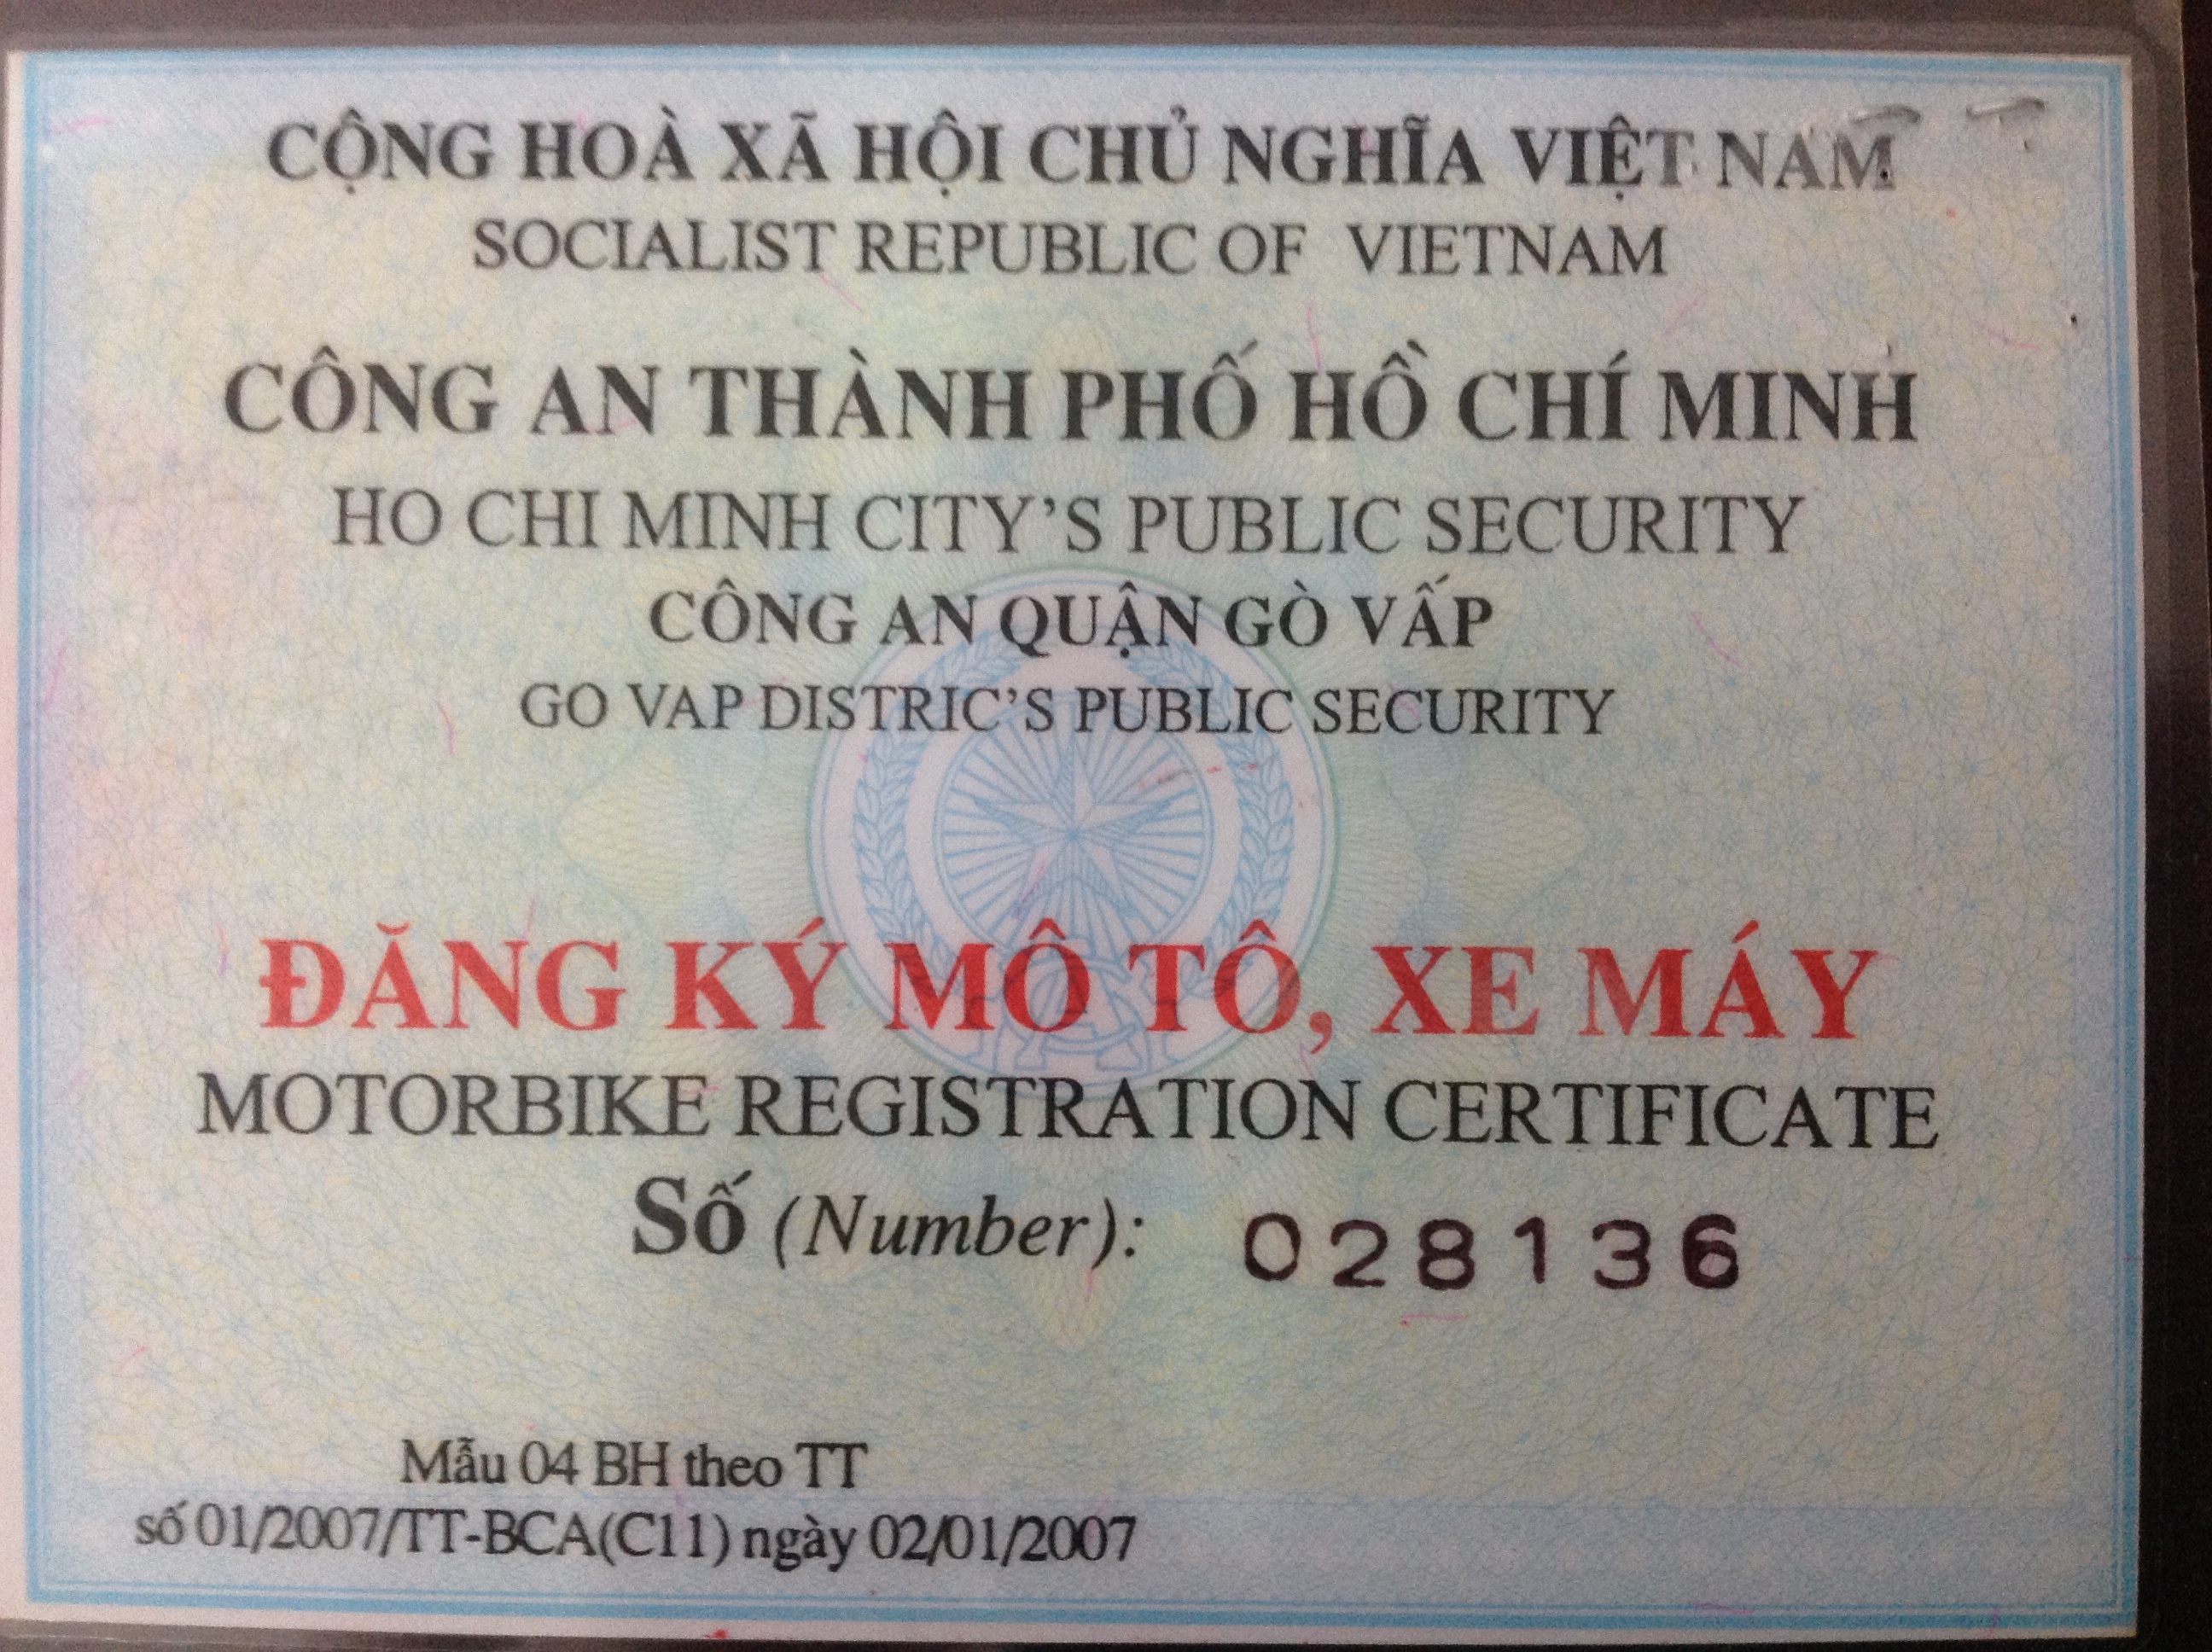 CỘNG HOÀ XÃ HỘI CHỦ NGHĨA VIỆT NAM
SOCIALIST REPUBLIC OF VIETNAM
CÔNG AN THÀNH PHỐ HỒ CHÍ MINH
HO CHI MINH CITY’S PUBLIC SECURITY
CÔNG AN QUẬN GÒ VẤP
GO VAP DISTRIC’S PUBLIC SECURITY
ĐĂNG KÝ MÔ TÔ, XE MÁY
MOTORBIKE REGISTRATION CERTIFICATE
Số (Number): 028136
Mẫu 04 BH theo TT
số 01/2007/TT-BCA(C11) ngày 02/01/2007